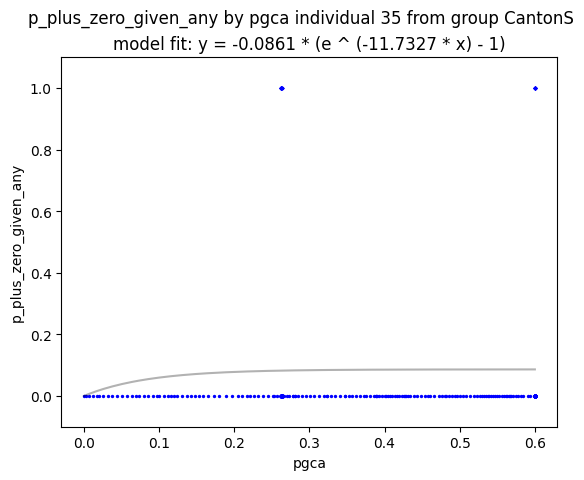 p_plus_zero_given_any by pgca individual 35 from group CantonS
model fit: y = -0.0861 * (e ^ (-11.7327 * x) - 1)
p_plus_zero_given_any
1.0
0.8
0.6
0.4
0.2
0.0
0.0 0.1 0.2 0.3 0.4 0.5 0.6
pgca